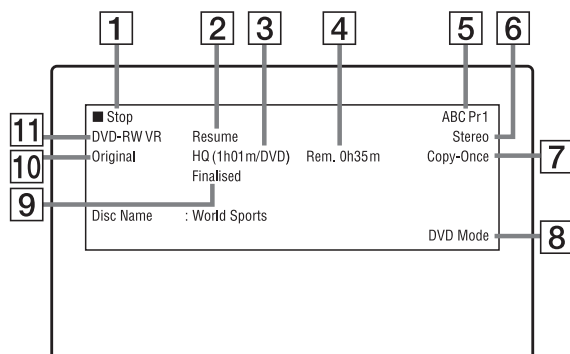 1 2 3 4 5 6
■ Stop ABC Pr1
11 DVD-RW VR Resume Stereo
10 Original HQ (1h01m/DVD) Rem. 0h35m Copy-Once 7
9 Finalised
Disc Name : World Sports
DVD Mode 8